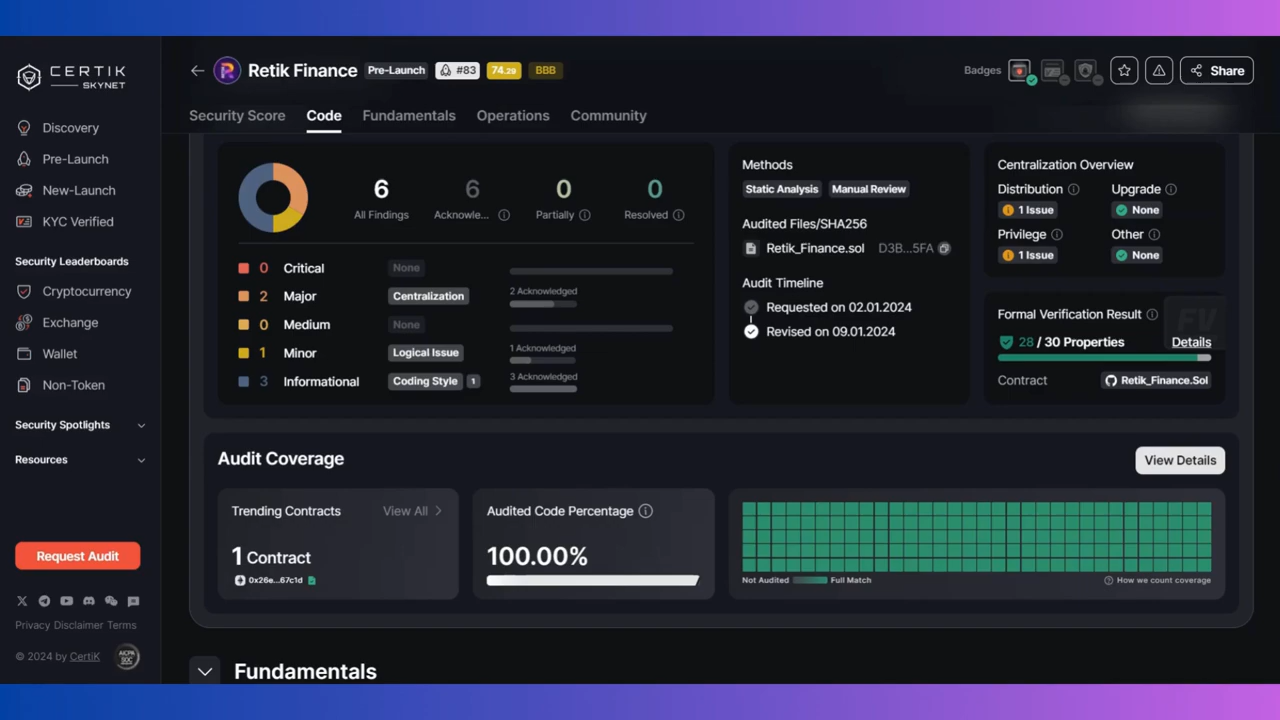 CERTIK
SKYNET
Discovery
Pre-Launch
New-Launch
KYC Verified
Security Leaderboards
Cryptocurrency
Exchange
Wallet
Non-Token
Security Spotlights
Resources
Request Audit
Privacy Disclaimer Terms
© 2024 by CertiK
AICPA
SOC
Retik Finance Pre-Launch #83 74.29 BBB
Badges
Share
Security Score Code Fundamentals Operations Community
6 6 0 0
All Findings Acknowle... Partially Resolved
0 Critical None
2 Major Centralization 2 Acknowledged
0 Medium None
1 Minor Logical Issue 1 Acknowledged
3 Informational Coding Style 1 3 Acknowledged
Methods
Static Analysis Manual Review
Audited Files/SHA256
Retik_Finance.sol D3B...5FA
Audit Timeline
Requested on 02.01.2024
Revised on 09.01.2024
Centralization Overview
Distribution Upgrade
1 Issue None
Privilege Other
1 Issue None
Formal Verification Result
FV
28 / 30 Properties Details
Contract Retik_Finance.Sol
Audit Coverage
View Details
Trending Contracts View All
1 Contract
0x26e...67c1d
Audited Code Percentage
100.00%
Not Audited Full Match How we count coverage
Fundamentals